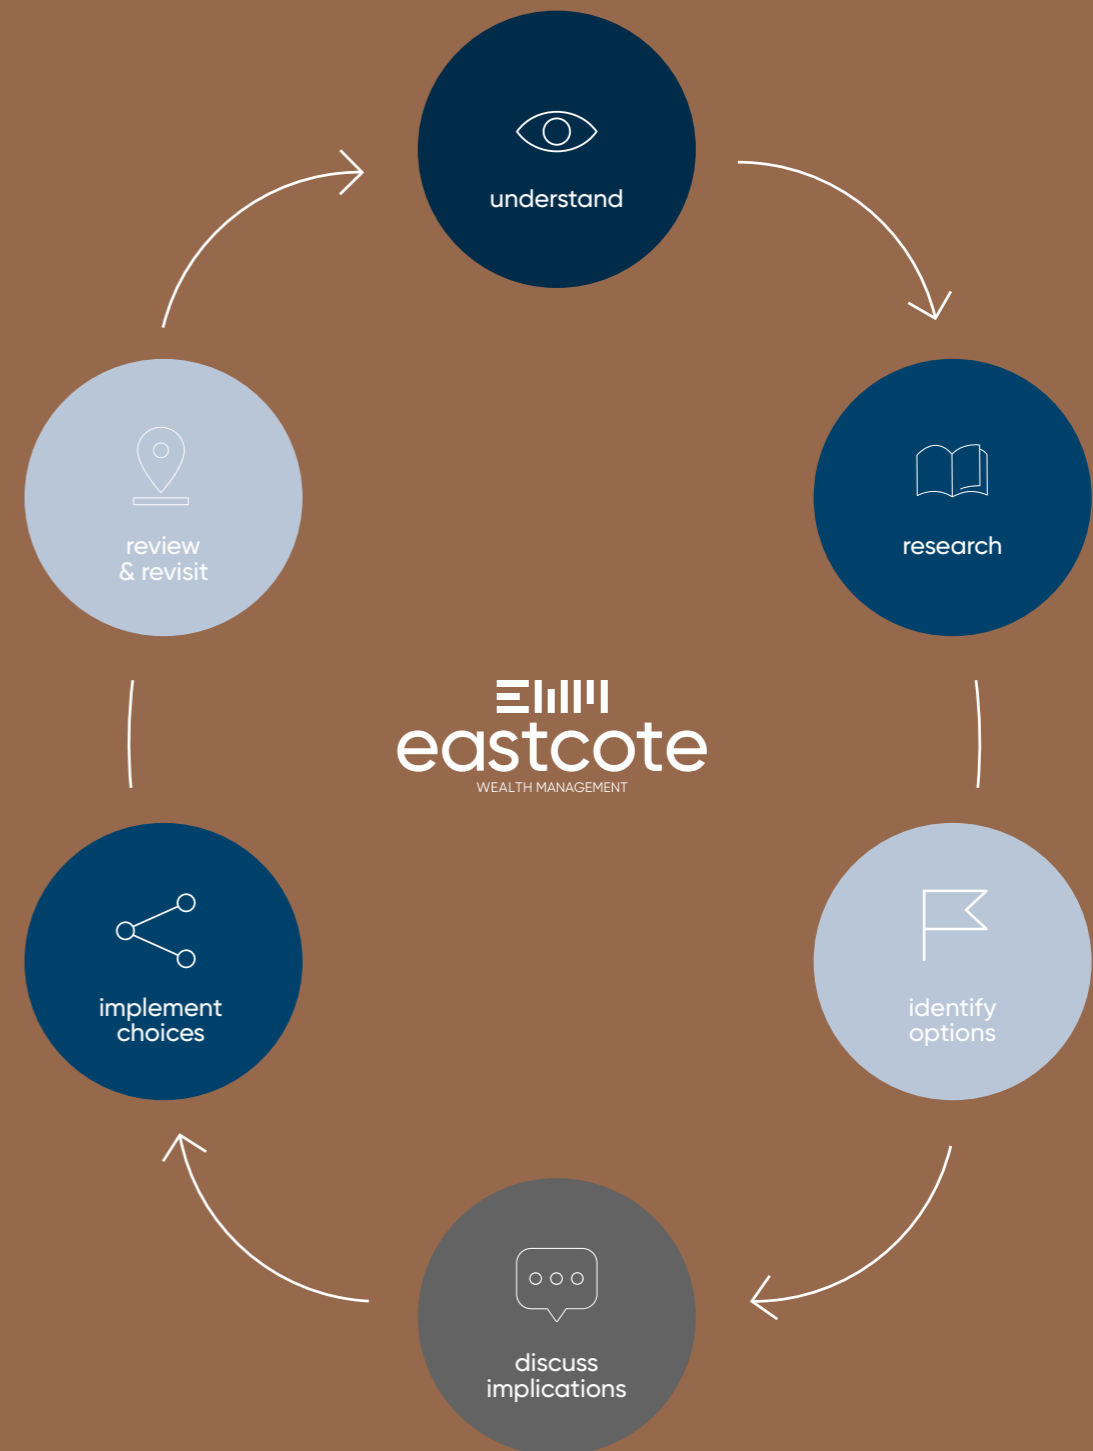 understand
research
identify
options
discuss
implications
implement
choices
review
& revisit
eastcote
WEALTH MANAGEMENT